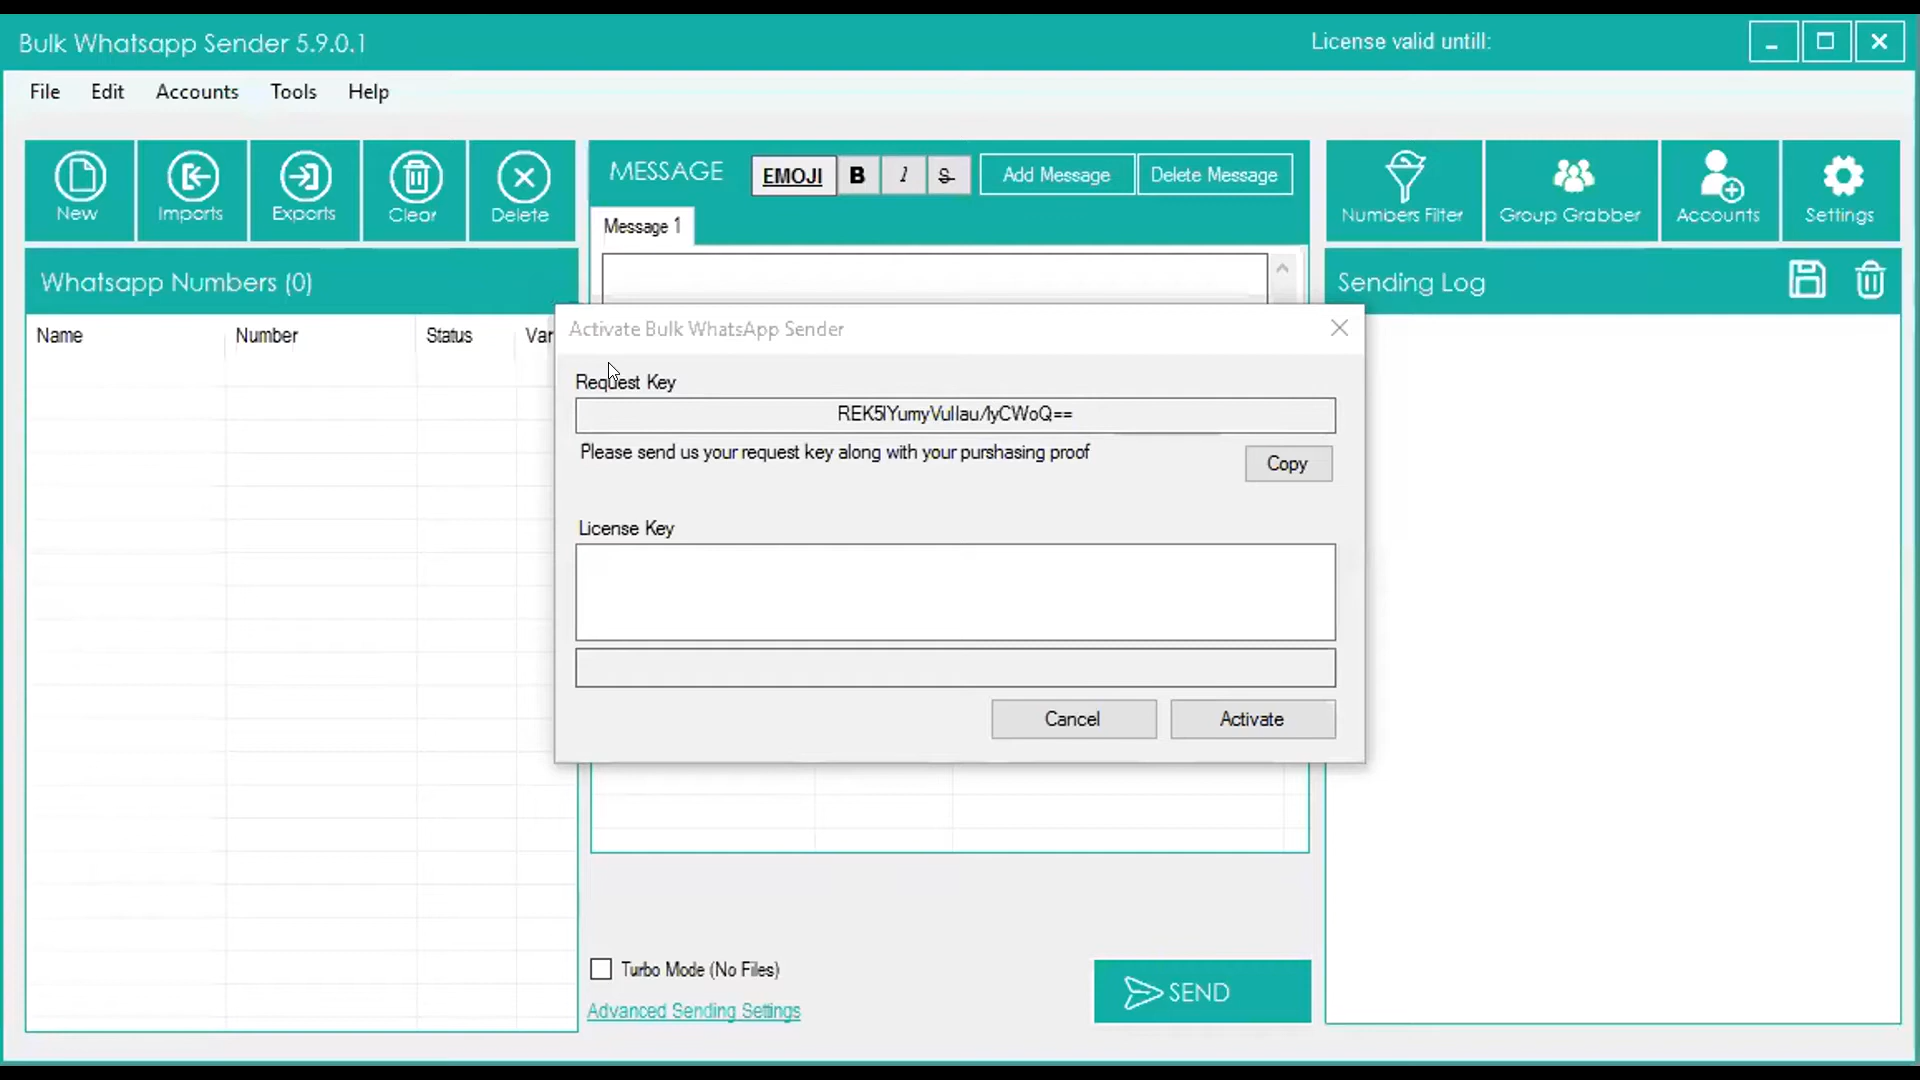 Bulk Whatsapp Sender 5.9.0.1
License valid untill:
File Edit Accounts Tools Help
New Imports Exports Clear Delete
MESSAGE EMOJI B I S Add Message Delete Message
Numbers Filter Group Grabber Accounts Settings
Message 1
Whatsapp Numbers (0)
Sending Log
Name Number Status Var
Activate Bulk WhatsApp Sender
Request Key
REK5lYumyVullau/lyCWoQ==
Please send us your request key along with your purshasing proof
Copy
License Key
Cancel Activate
Turbo Mode (No Files)
Advanced Sending Settings
SEND